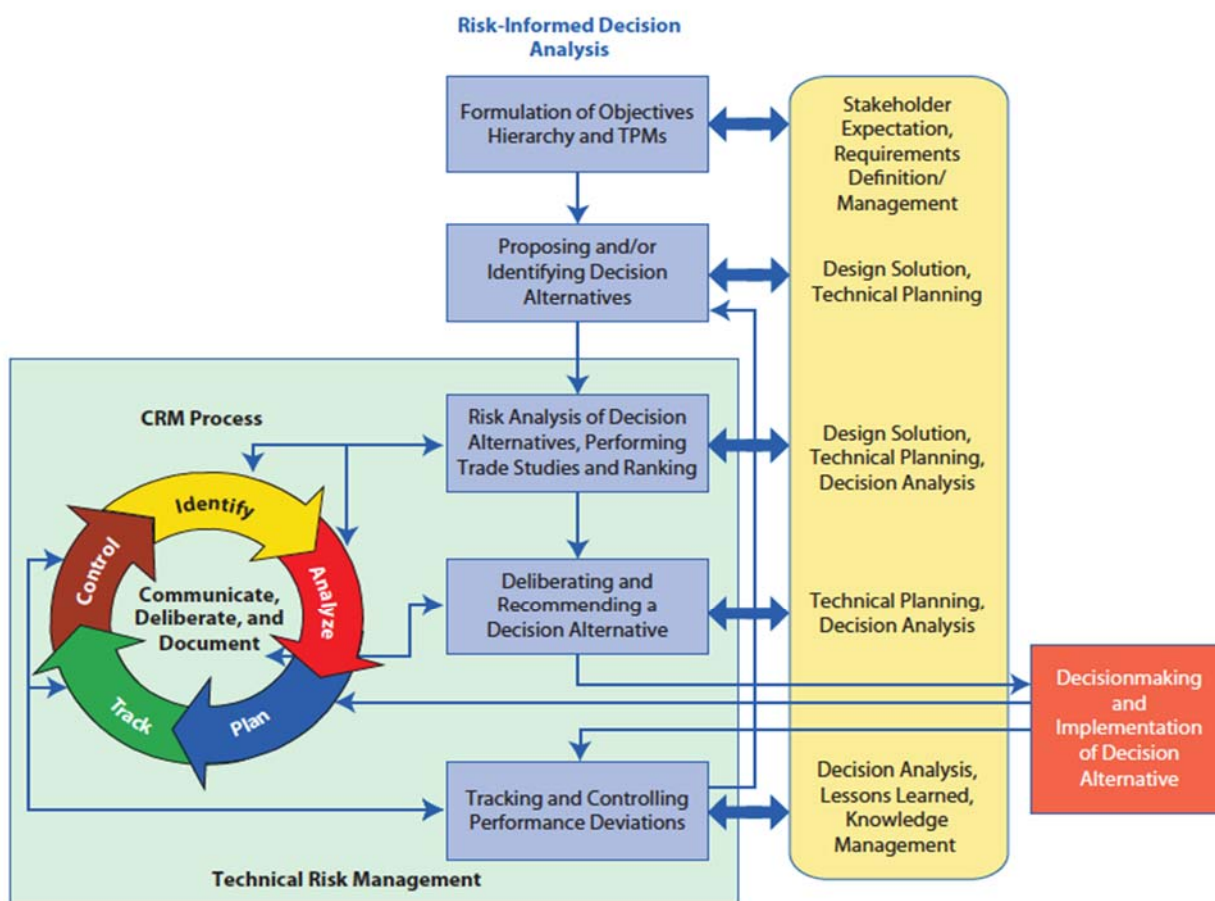 Risk-Informed Decision
Analysis
Formulation of Objectives
Hierarchy and TPMs
Stakeholder
Expectation,
Requirements
Definition/
Management
Proposing and/or
Identifying Decision
Alternatives
Design Solution,
Technical Planning
CRM Process
Risk Analysis of Decision
Alternatives, Performing
Trade Studies and Ranking
Design Solution,
Technical Planning,
Decision Analysis
Identify
Analyze
Plan
Track
Control
Communicate,
Deliberate, and
Document
Deliberating and
Recommending a
Decision Alternative
Technical Planning,
Decision Analysis
Decisionmaking
and
Implementation
of Decision
Alternative
Tracking and Controlling
Performance Deviations
Decision Analysis,
Lessons Learned,
Knowledge
Management
Technical Risk Management